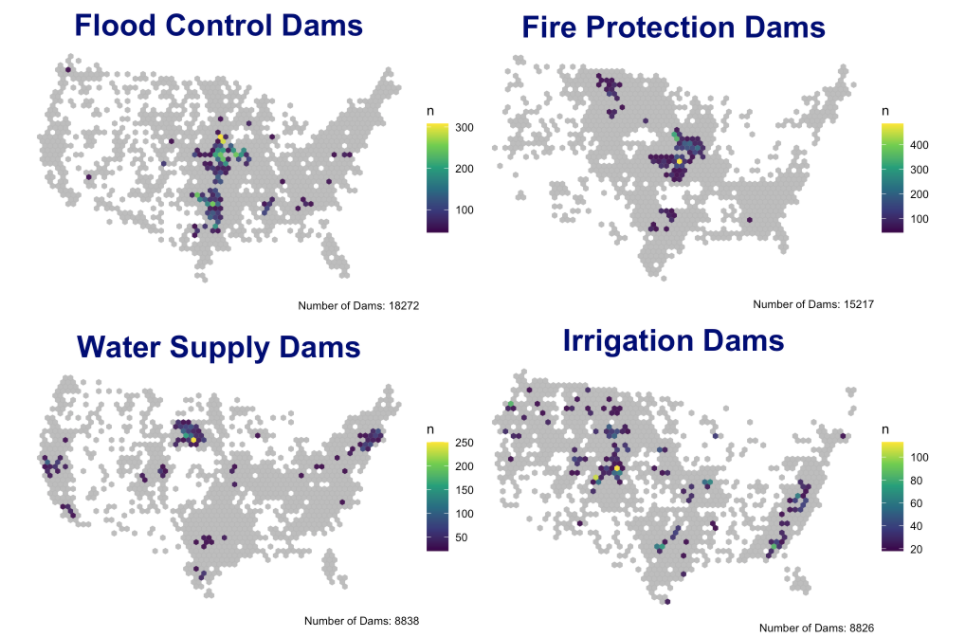 Flood Control Dams
Fire Protection Dams
n
300
200
100
n
400
300
200
100
Number of Dams: 18272
Number of Dams: 15217
Water Supply Dams
Irrigation Dams
n
250
200
150
100
50
n
100
80
60
40
20
Number of Dams: 8838
Number of Dams: 8826